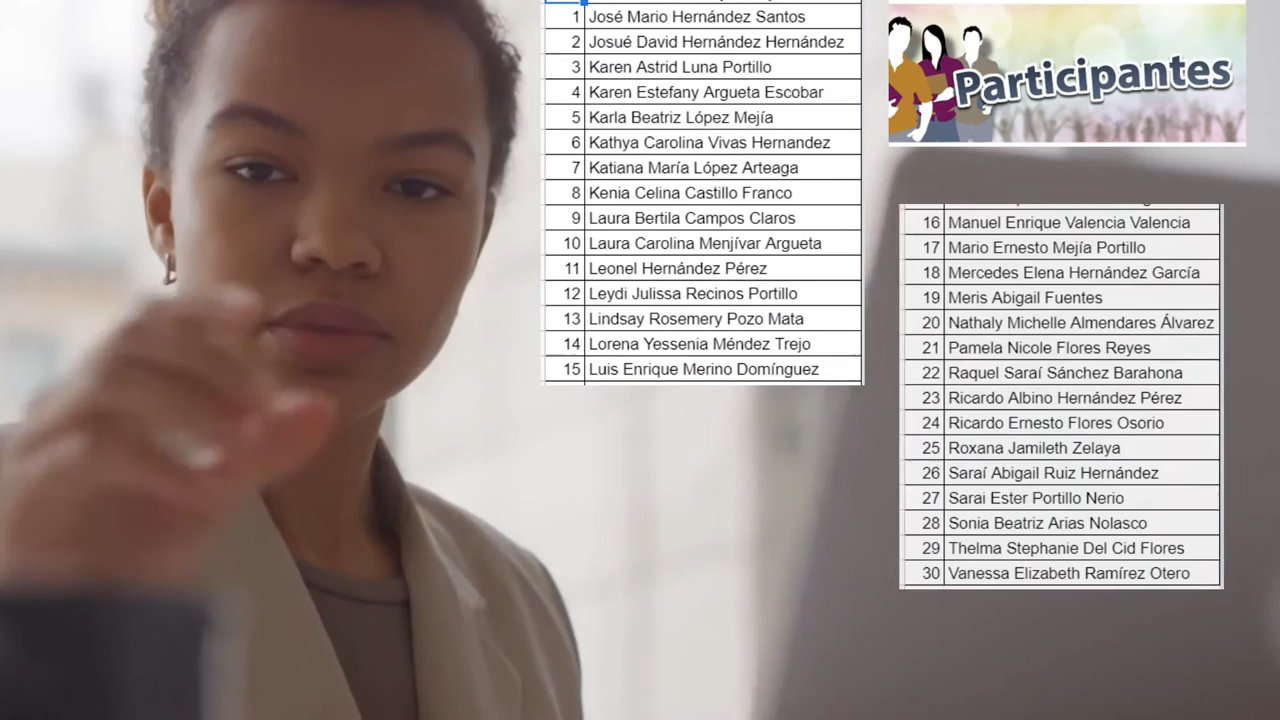 1 José Mario Hernández Santos
2 Josué David Hernández Hernández
3 Karen Astrid Luna Portillo
4 Karen Estefany Argueta Escobar
5 Karla Beatriz López Mejía
6 Kathya Carolina Vivas Hernandez
7 Katiana María López Arteaga
8 Kenia Celina Castillo Franco
9 Laura Bertila Campos Claros
10 Laura Carolina Menjívar Argueta
11 Leonel Hernández Pérez
12 Leydi Julissa Recinos Portillo
13 Lindsay Rosemery Pozo Mata
14 Lorena Yessenia Méndez Trejo
15 Luis Enrique Merino Domínguez
Participantes
16 Manuel Enrique Valencia Valencia
17 Mario Ernesto Mejía Portillo
18 Mercedes Elena Hernández García
19 Meris Abigail Fuentes
20 Nathaly Michelle Almendares Álvarez
21 Pamela Nicole Flores Reyes
22 Raquel Saraí Sánchez Barahona
23 Ricardo Albino Hernández Pérez
24 Ricardo Ernesto Flores Osorio
25 Roxana Jamileth Zelaya
26 Saraí Abigail Ruiz Hernández
27 Sarai Ester Portillo Nerio
28 Sonia Beatriz Arias Nolasco
29 Thelma Stephanie Del Cid Flores
30 Vanessa Elizabeth Ramírez Otero